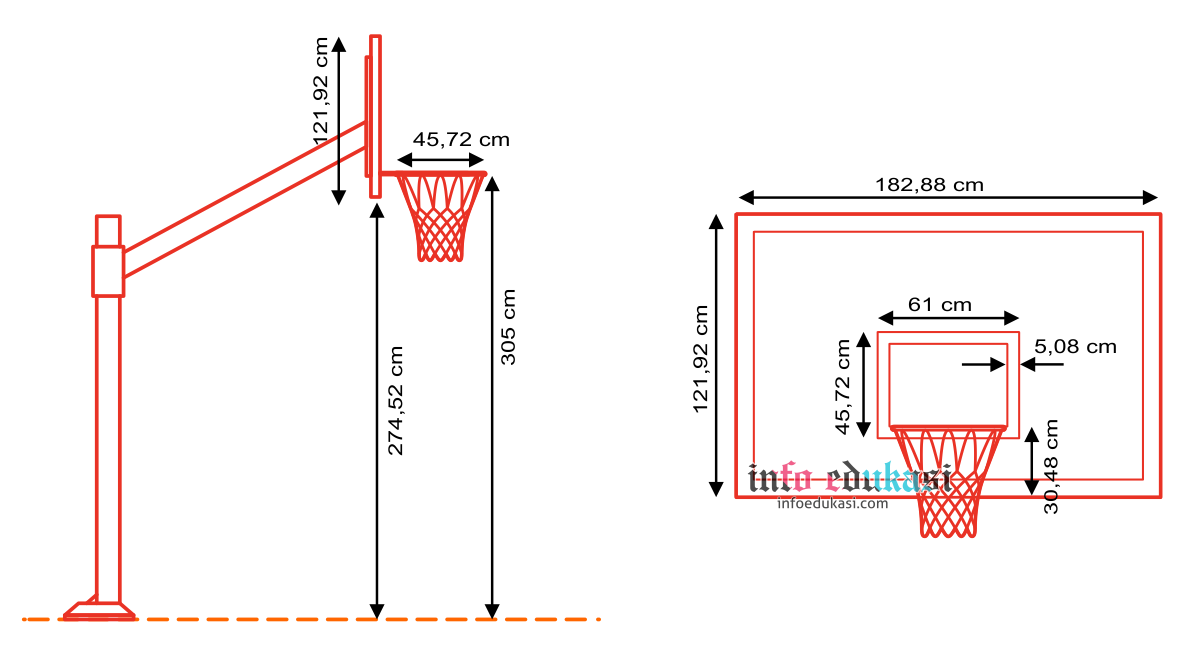 121,92 cm
45,72 cm
274,52 cm
305 cm
182,88 cm
121,92 cm
61 cm
45,72 cm
5,08 cm
30,48 cm
info edukasi
infoedukasi.com